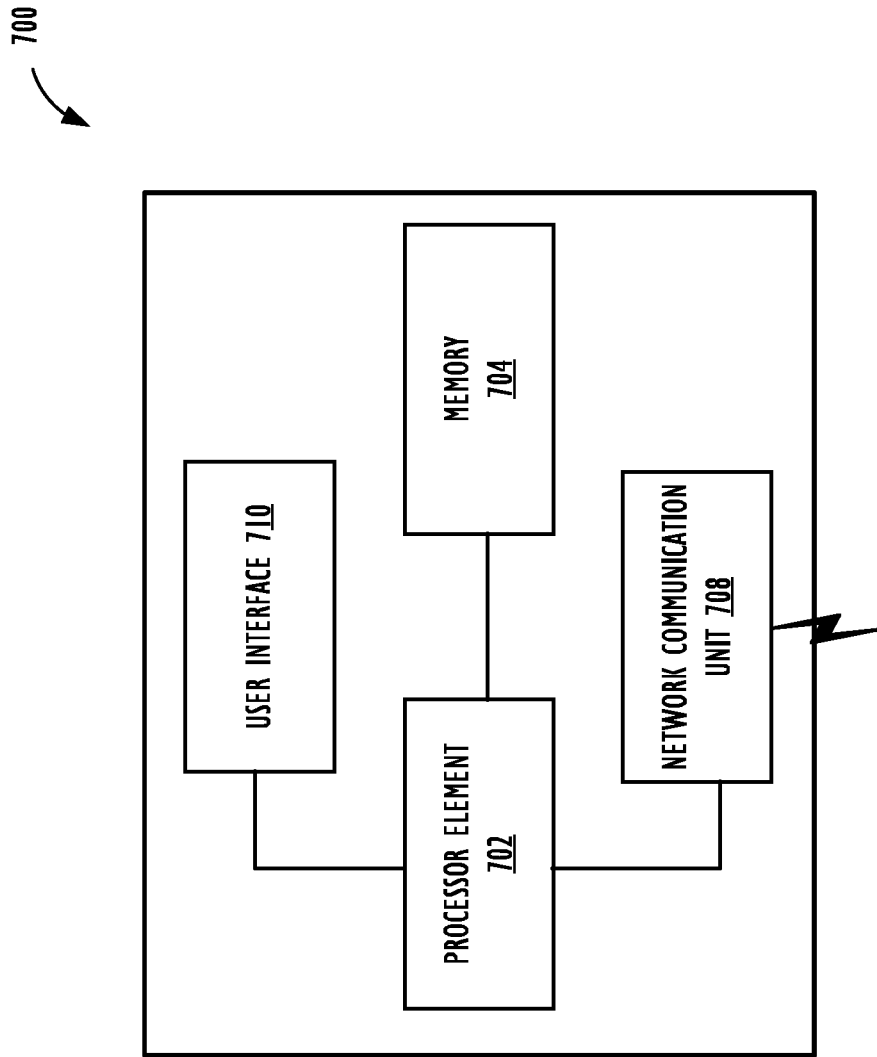 700
USER INTERFACE 710
MEMORY
704
PROCESSOR ELEMENT
702
NETWORK COMMUNICATION
UNIT 708